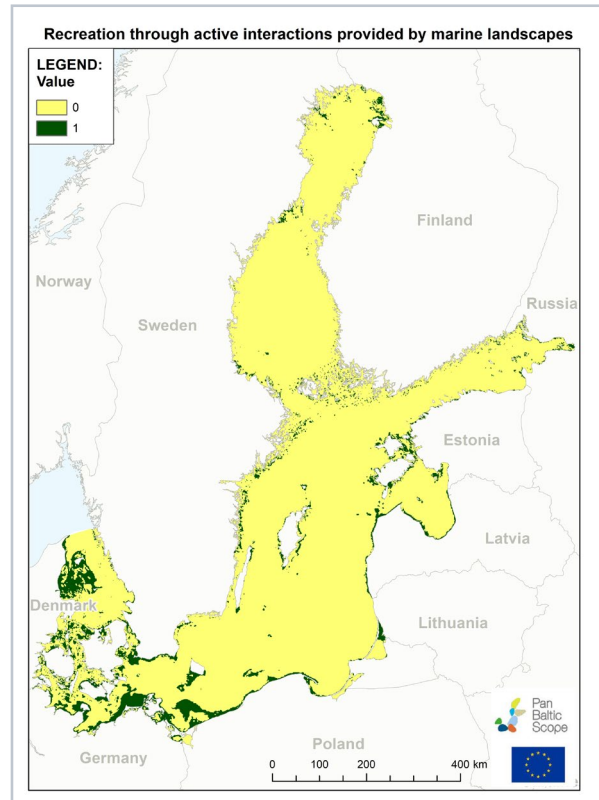 Recreation through active interactions provided by marine landscapes
LEGEND:
Value
0
1
Finland
Norway
Russia
Sweden
Estonia
Latvia
Denmark
Lithuania
Pan
Baltic
Scope
Poland
Germany
0 100 200 400 km